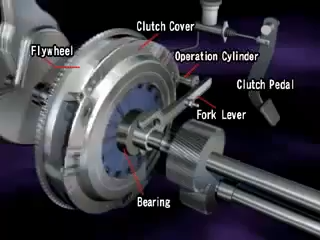 Clutch Cover
Flywheel
Operation Cylinder
Clutch Pedal
Fork Lever
Bearing